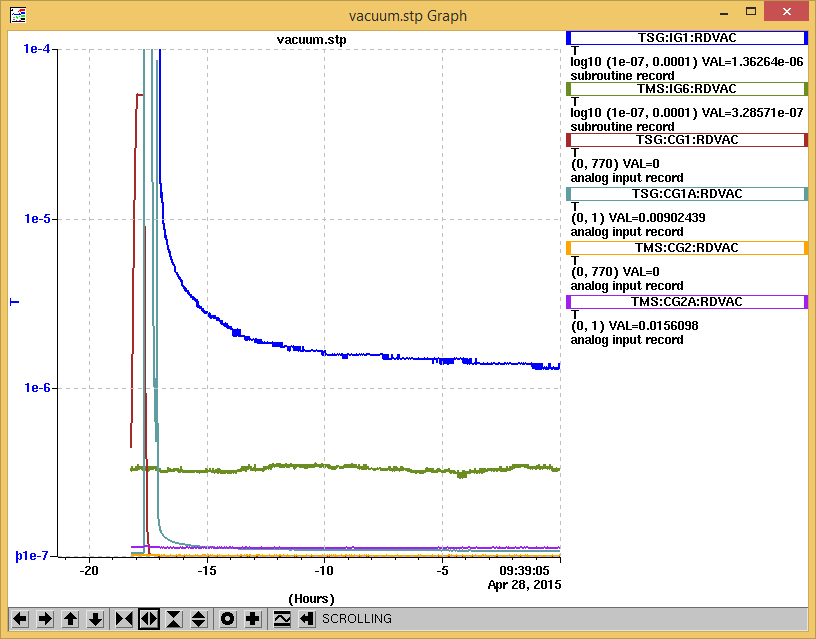 vacuum.stp Graph
vacuum.stp
1e-4
1e-5
T
1e-6
1e-7
-20
-15
-10
-5
09:39:05
Apr 28, 2015
(Hours)
TSG:IG1:RDVAC
T
log10 (1e-07, 0.0001) VAL=1.36264e-06
subroutine record
TMS:IG6:RDVAC
T
log10 (1e-07, 0.0001) VAL=3.28571e-07
subroutine record
TSG:CG1:RDVAC
T
(0, 770) VAL=0
analog input record
TSG:CG1A:RDVAC
T
(0, 1) VAL=0.00902439
analog input record
TMS:CG2:RDVAC
T
(0, 770) VAL=0
analog input record
TMS:CG2A:RDVAC
T
(0, 1) VAL=0.0156098
analog input record
SCROLLING